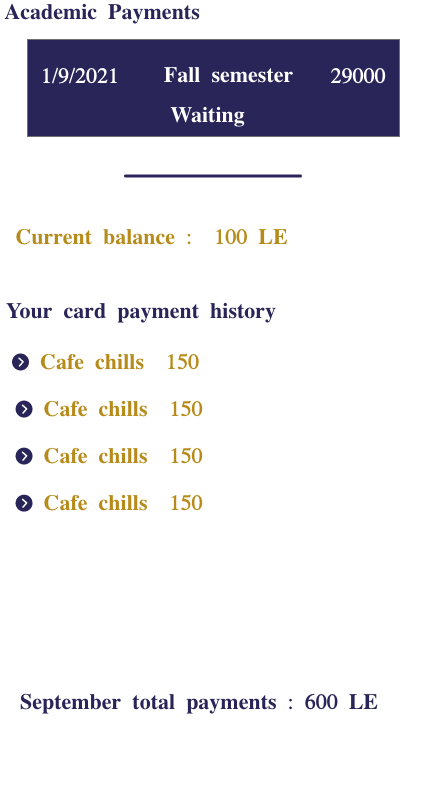 Academic Payments
1/9/2021 Fall semester 29000
Waiting
Current balance : 100 LE
Your card payment history
Cafe chills 150
Cafe chills 150
Cafe chills 150
Cafe chills 150
September total payments : 600 LE